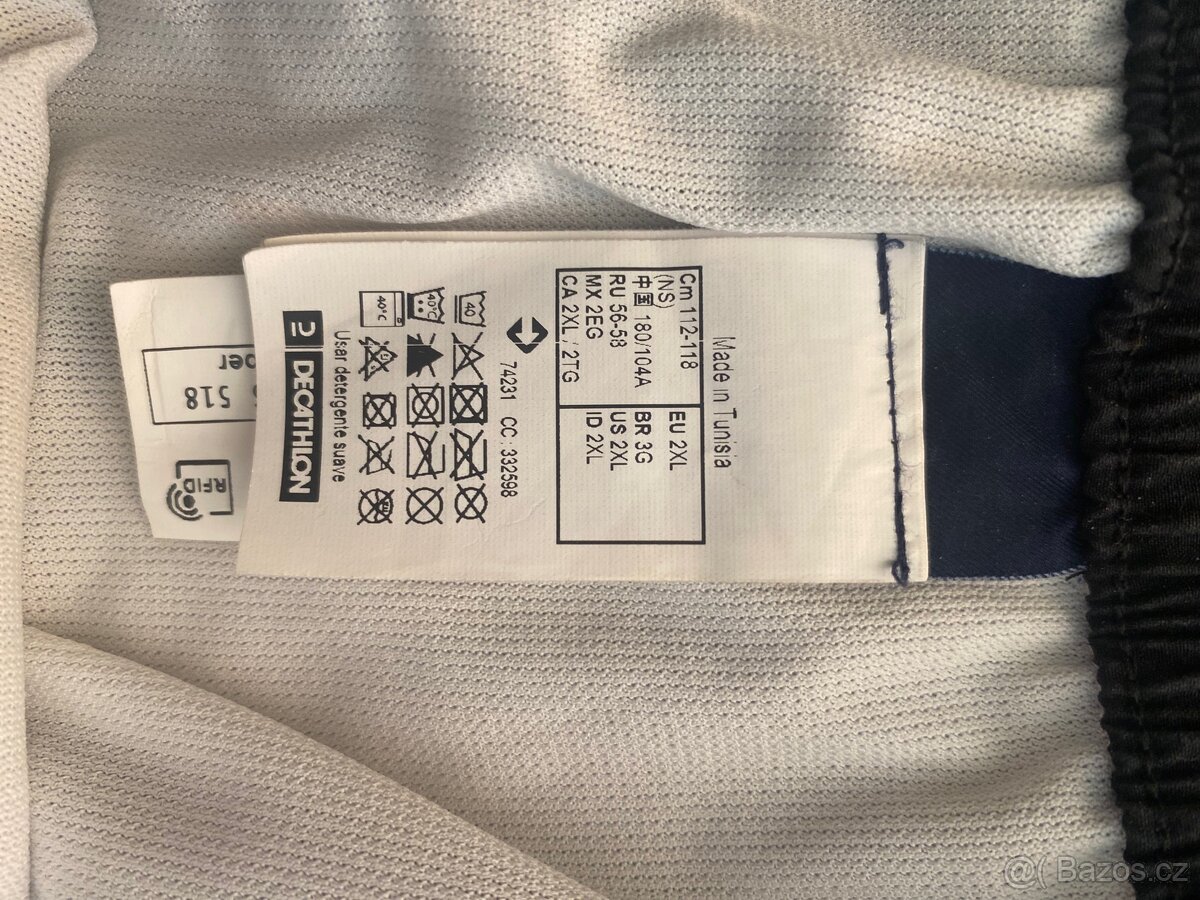 Made in Tunisia
Cm 112-118
(NS)
EU 2XL
中国 180/104A
BR 3G
RU 56-58
US 2XL
MX 2EG
ID 2XL
CA 2XL / 2TG
74231 CC : 332598
40
40°C
40°C
Usar detergente suave
DECATHLON
518
RFID
@( Bazos.cz